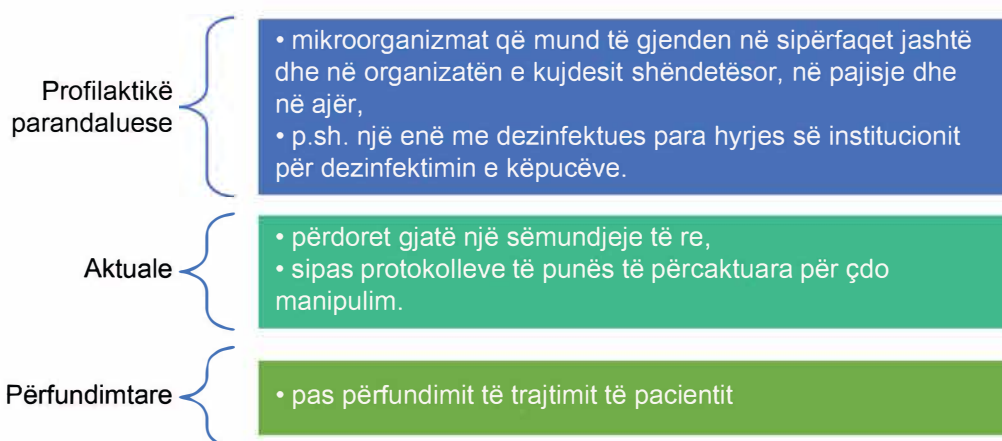 Profilaktikë
parandaluese
• mikroorganizmat që mund të gjenden në sipërfaqet jashtë
dhe në organizatën e kujdesit shëndetësor, në pajisje dhe
në ajër,
• p.sh. një enë me dezinfektues para hyrjes së institucionit
për dezinfektimin e këpucëve.
Aktuale
• përdoret gjatë një sëmundjeje të re,
• sipas protokolleve të punës të përcaktuara për çdo
manipulim.
Përfundimtare
• pas përfundimit të trajtimit të pacientit